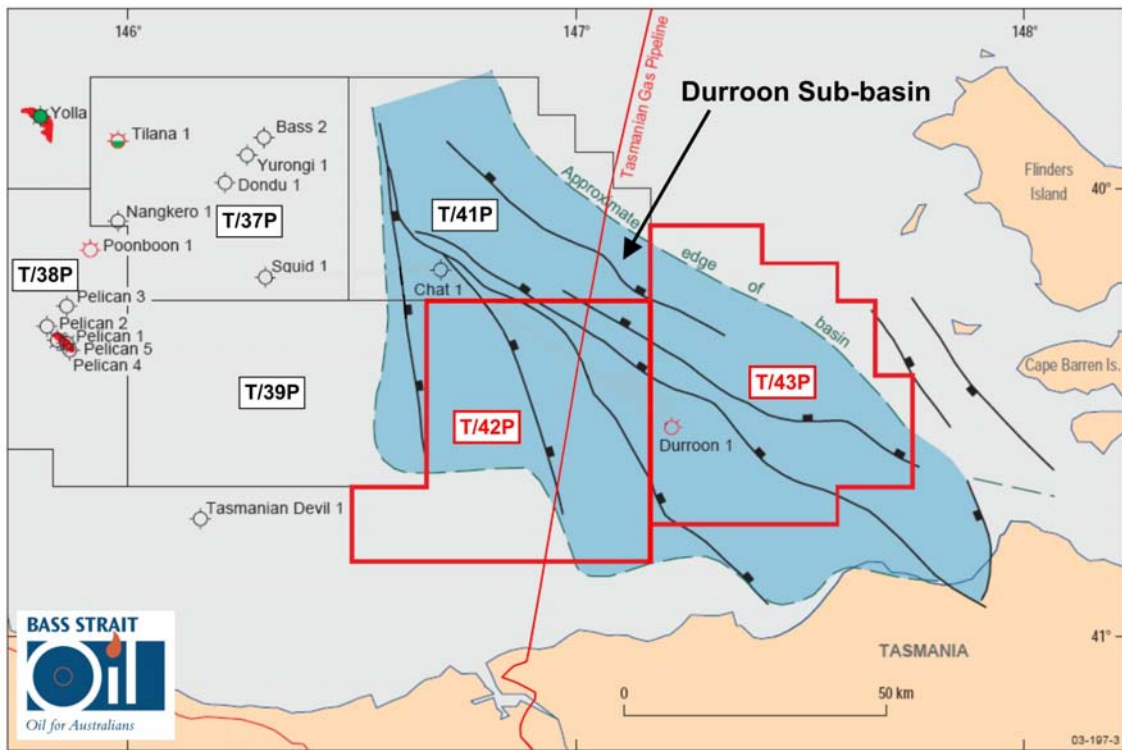 146°
147°
148°
Yolla
Tilana 1
Bass 2
Yurongi 1
Dondu 1
Tasmanian Gas Pipeline
Durroon Sub-basin
Flinders
Island
40°
Nangkero 1
T/37P
Poonboon 1
T/41P
Approximate
edge of
basin
T/38P
Squid 1
Chat 1
Pelican 3
Pelican 2
Pelican 1
Pelican 5
Pelican 4
Cape Barren Is.
T/39P
T/42P
T/43P
Durroon 1
Tasmanian Devil 1
BASS STRAIT
Oil
Oil for Australians
41°
TASMANIA
0
50 km
03-197-3